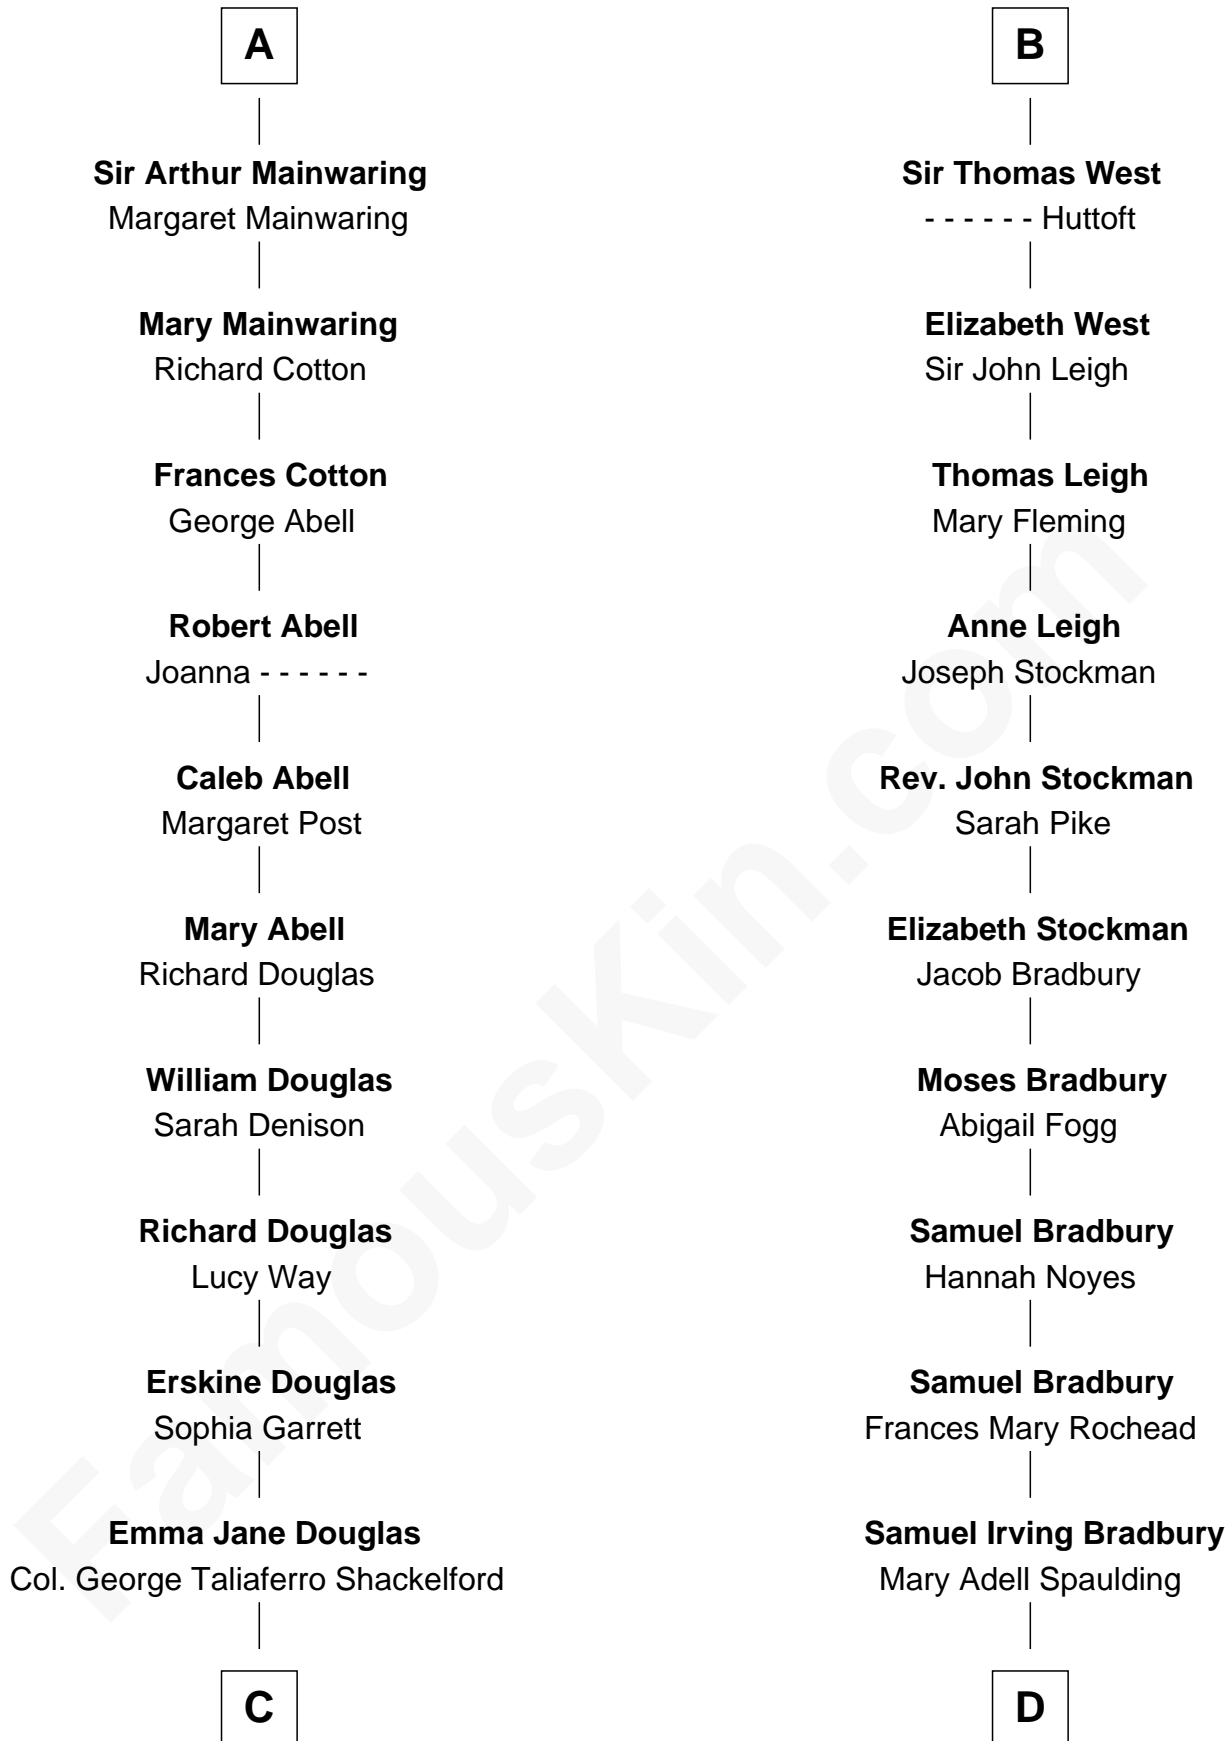 A
Sir Arthur Mainwaring
Margaret Mainwaring
Mary Mainwaring
Richard Cotton
Frances Cotton
George Abell
Robert Abell
Joanna - - - - - -
Caleb Abell
Margaret Post
Mary Abell
Richard Douglas
William Douglas
Sarah Denison
Richard Douglas
Lucy Way
Erskine Douglas
Sophia Garrett
Emma Jane Douglas
Col. George Taliaferro Shackelford
C
B
Sir Thomas West
- - - - - - Huttoft
Elizabeth West
Sir John Leigh
Thomas Leigh
Mary Fleming
Anne Leigh
Joseph Stockman
Rev. John Stockman
Sarah Pike
Elizabeth Stockman
Jacob Bradbury
Moses Bradbury
Abigail Fogg
Samuel Bradbury
Hannah Noyes
Samuel Bradbury
Frances Mary Rochead
Samuel Irving Bradbury
Mary Adell Spaulding
D
FamousKin.com